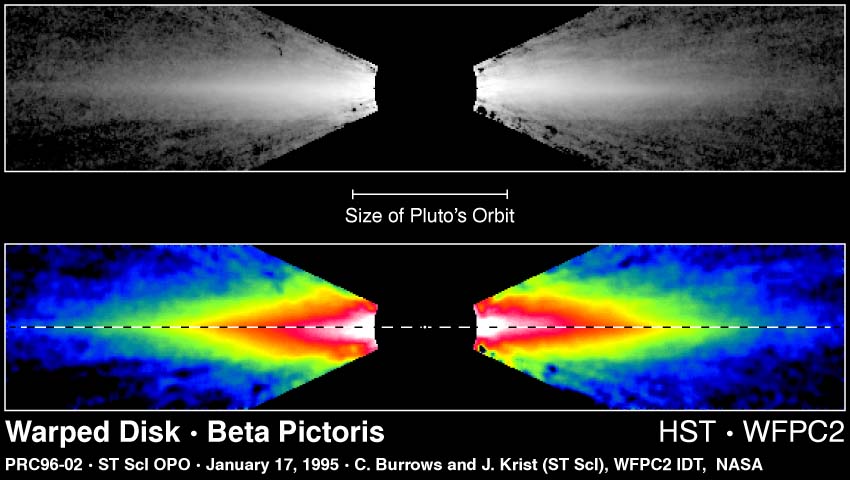 Size of Pluto's Orbit
Warped Disk · Beta Pictoris HST · WFPC2
PRC96-02 · ST ScI OPO · January 17, 1995 · C. Burrows and J. Krist (ST ScI), WFPC2 IDT, NASA